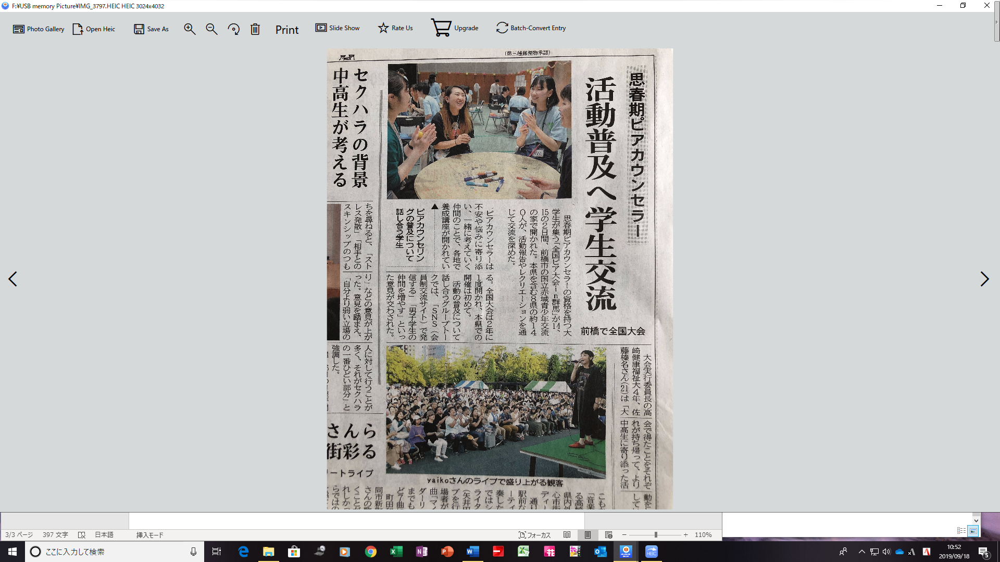 F:¥USB memory Picture¥IMG_3797.HEIC HEIC 3024x4032
Photo Gallery
Open Heic
Save As
Print
Slide Show
Rate Us
Upgrade
Batch-Convert Entry
(第三種郵便物承認)
思春期ピアカウンセラー
活動普及へ学生交流
前橋で全国大会
思春期ピアカウンセラーの資格を持つ大
学生が集う「全国ピア大会in群馬」が14、
15の2日間、前橋市の国立赤城青少年交流
の家で開かれた。本県を含む8県の約14
0人が、活動報告やレクリエーションを通
じて交流を深めた。
ピアカウンセラーは
不安や悩みに寄り添
い、一緒に考えていく
仲間のことで、各地で
養成講座が開かれてい
▲
ピアカウンセリン
グの普及について
話し合う学生
る。全国大会は2年に
1度開かれ、本県での
開催は初めて。
活動の普及について
話し合うグループトー
クでは、「SNS(会
員制交流サイト)で発
信する」「男子学生の
仲間を増やす」といっ
た意見が交わされた。
大会実行委員長の高
崎健康福祉大4年、佐
藤榛名さん(21)は「大
会で得たことをそれぞ
れが持ち帰って、より
中高生に寄り添った活
セクハラの背景
中高生が考える
ちを尋ねると、「スト
レス発散」「相手との
スキンシップのつも
り」などの意見が上が
った。意見を踏まえ、
「自分より弱い立場の
人に対して行うことが
多く、それがセクハラ
の一番ひどい部分」と
強調した。
さんら
街彩る
ートライブ
yaikoさんのライブで盛り上がる観客
3/3 ページ
397 文字
日本語
挿入モード
フォーカス
110%
ここに入力して検索
10:52
2019/09/18
5